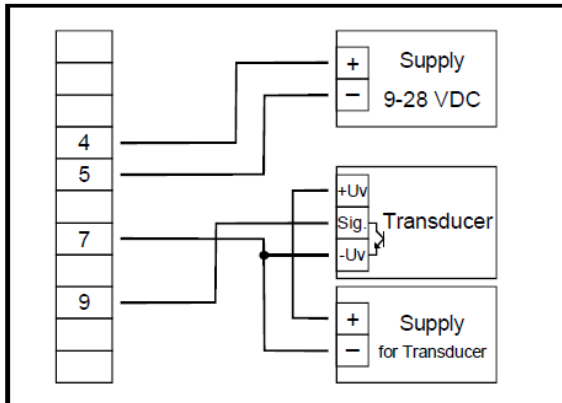 4
5
7
9
+
−
Supply
9-28 VDC
+Uv
Sig.
-Uv
Transducer
+
−
Supply
for Transducer